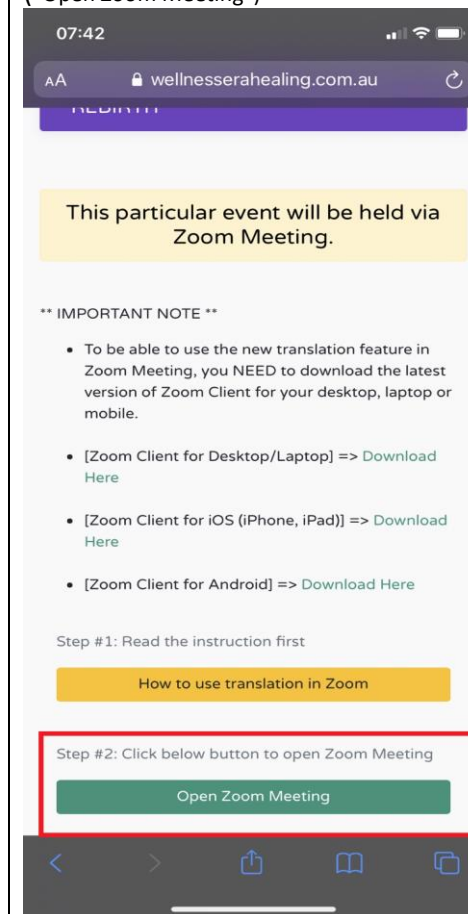 ("Open Zoom Meeting")
07:42
AA wellnesserahealing.com.au
REBIRTH
This particular event will be held via
Zoom Meeting.
** IMPORTANT NOTE **
• To be able to use the new translation feature in
Zoom Meeting, you NEED to download the latest
version of Zoom Client for your desktop, laptop or
mobile.
• [Zoom Client for Desktop/Laptop] => Download
Here
• [Zoom Client for iOS (iPhone, iPad)] => Download
Here
• [Zoom Client for Android] => Download Here
Step #1: Read the instruction first
How to use translation in Zoom
Step #2: Click below button to open Zoom Meeting
Open Zoom Meeting